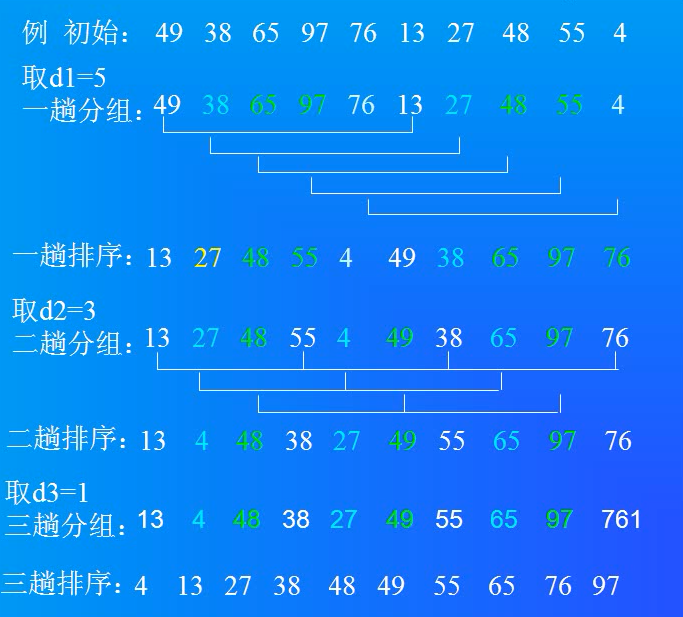 例 初始： 49 38 65 97 76 13 27 48 55 4
取d1=5
一趟分组： 49 38 65 97 76 13 27 48 55 4
一趟排序： 13 27 48 55 4 49 38 65 97 76
取d2=3
二趟分组： 13 27 48 55 4 49 38 65 97 76
二趟排序： 13 4 48 38 27 49 55 65 97 76
取d3=1
三趟分组： 13 4 48 38 27 49 55 65 97 761
三趟排序： 4 13 27 38 48 49 55 65 76 97